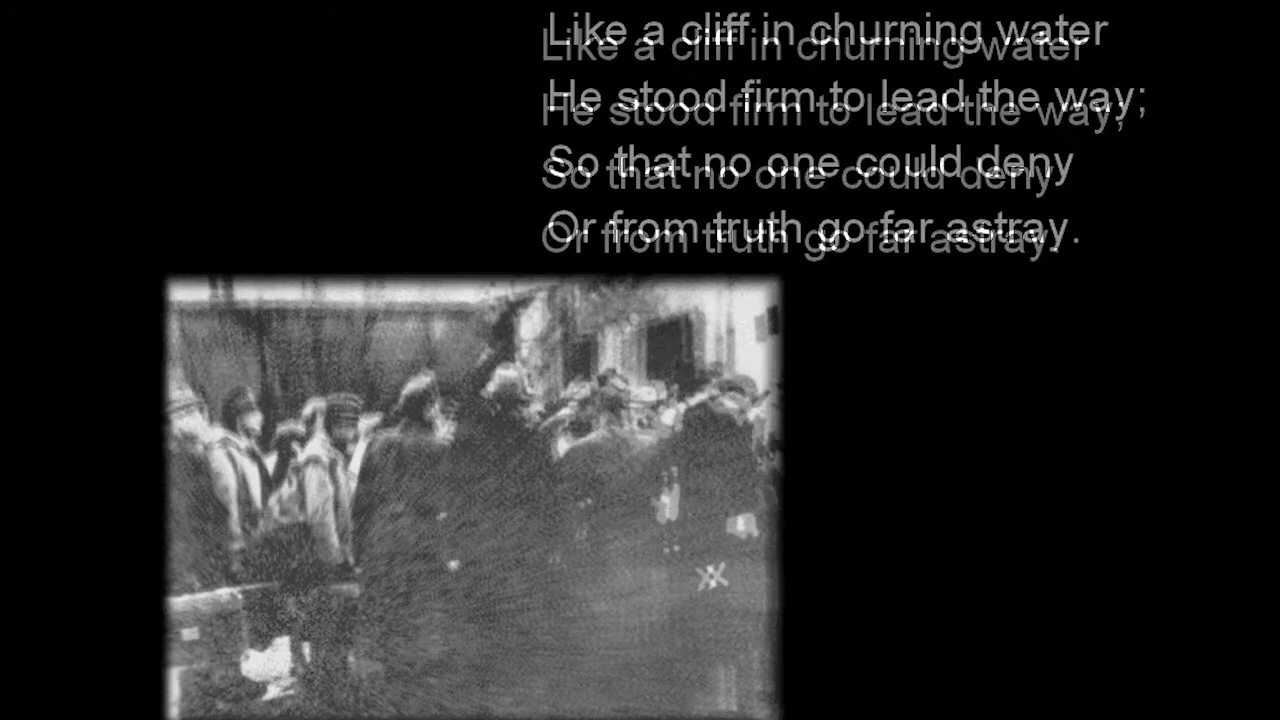 Like a cliff in churning water
He stood firm to lead the way;
So that no one could deny
Or from truth go far astray.